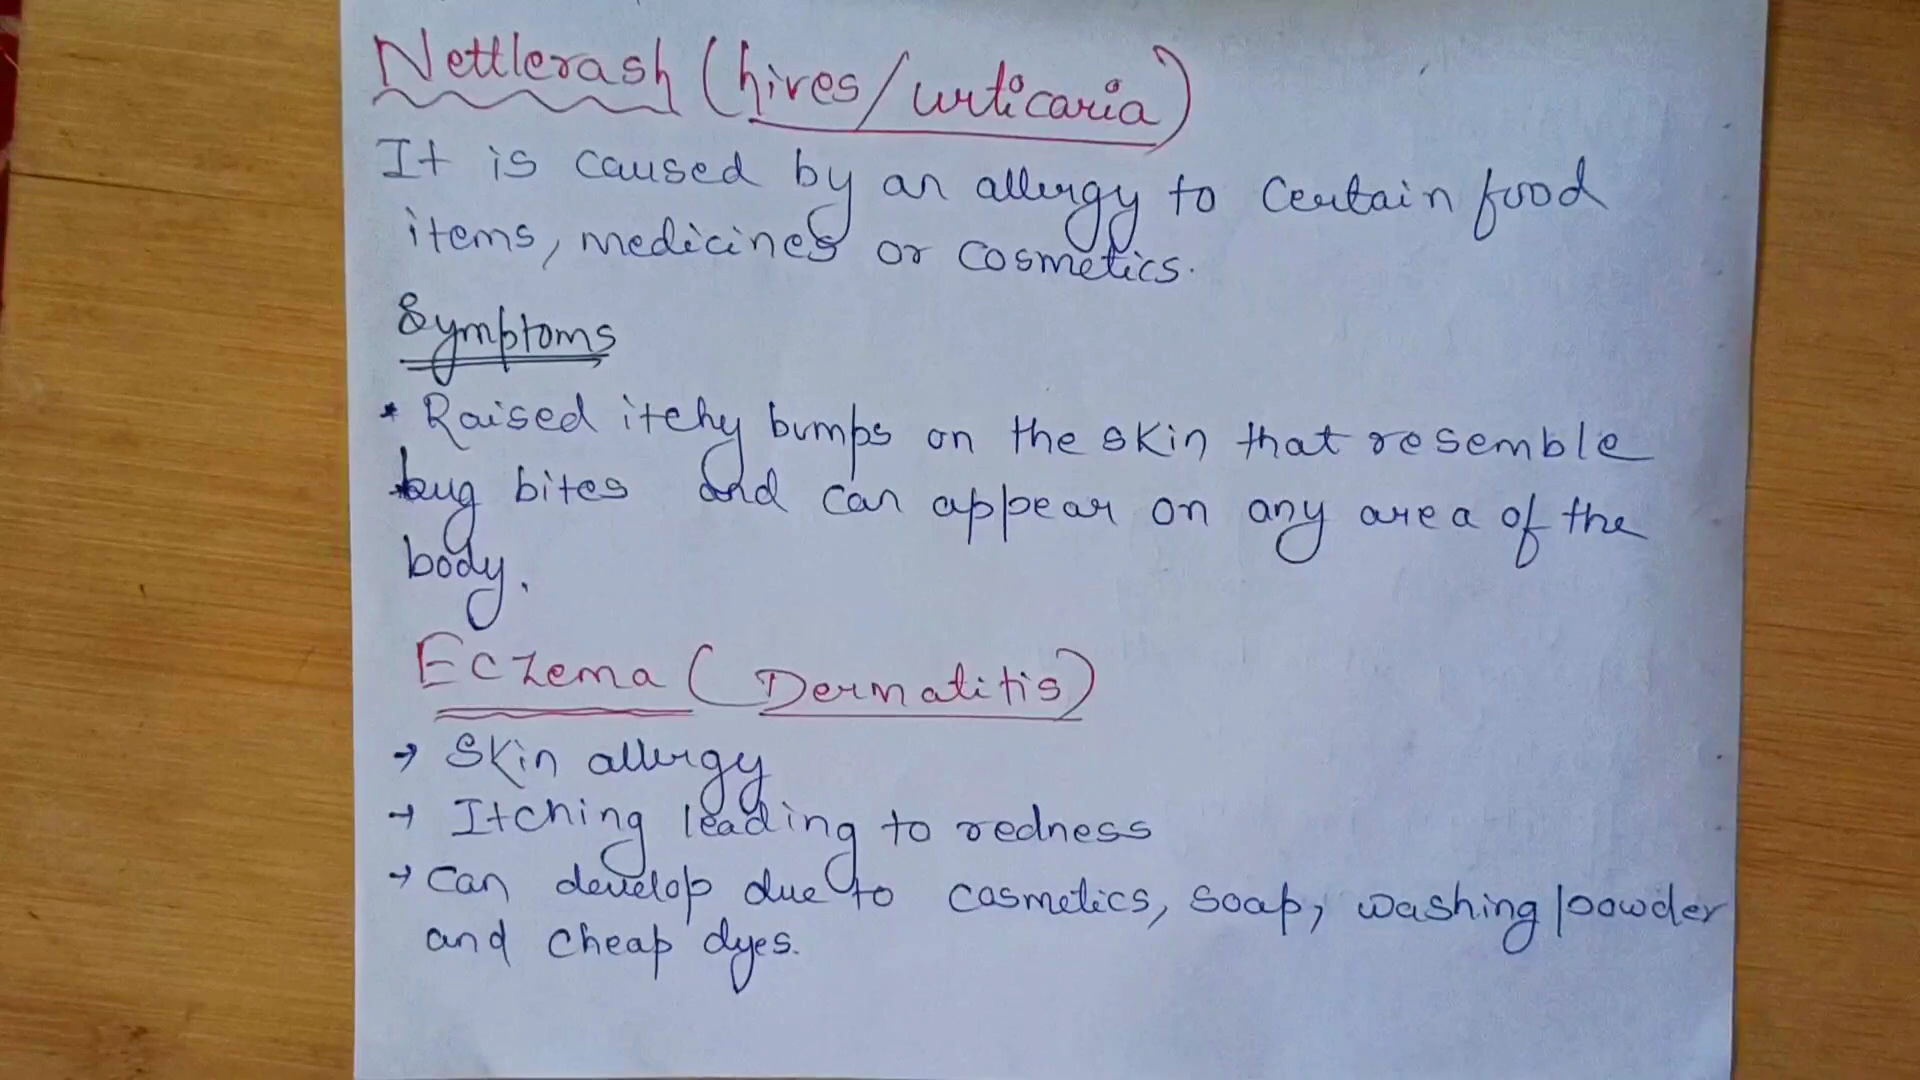 Nettlerash (hives/urticaria)
It is caused by an allergy to certain food
items, medicines or cosmetics.
Symptoms
* Raised itchy bumps on the skin that resemble
bug bites and can appear on any area of the
body.
Eczema (Dermatitis)
→ Skin allergy
→ Itching leading to redness
→ Can develop due to cosmetics, soap, washing powder
and cheap dyes.